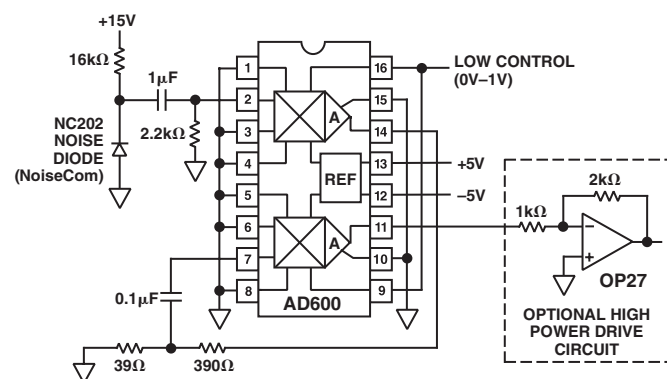 +15V
16kΩ
1µF
NC202
NOISE
DIODE
(NoiseCom)
2.2kΩ
1
2
3
4
5
6
7
8
16
15
14
13
12
11
10
9
A
REF
A
AD600
LOW CONTROL
(0V–1V)
+5V
–5V
0.1µF
39Ω
390Ω
1kΩ
2kΩ
–
+
OP27
OPTIONAL HIGH
POWER DRIVE
CIRCUIT